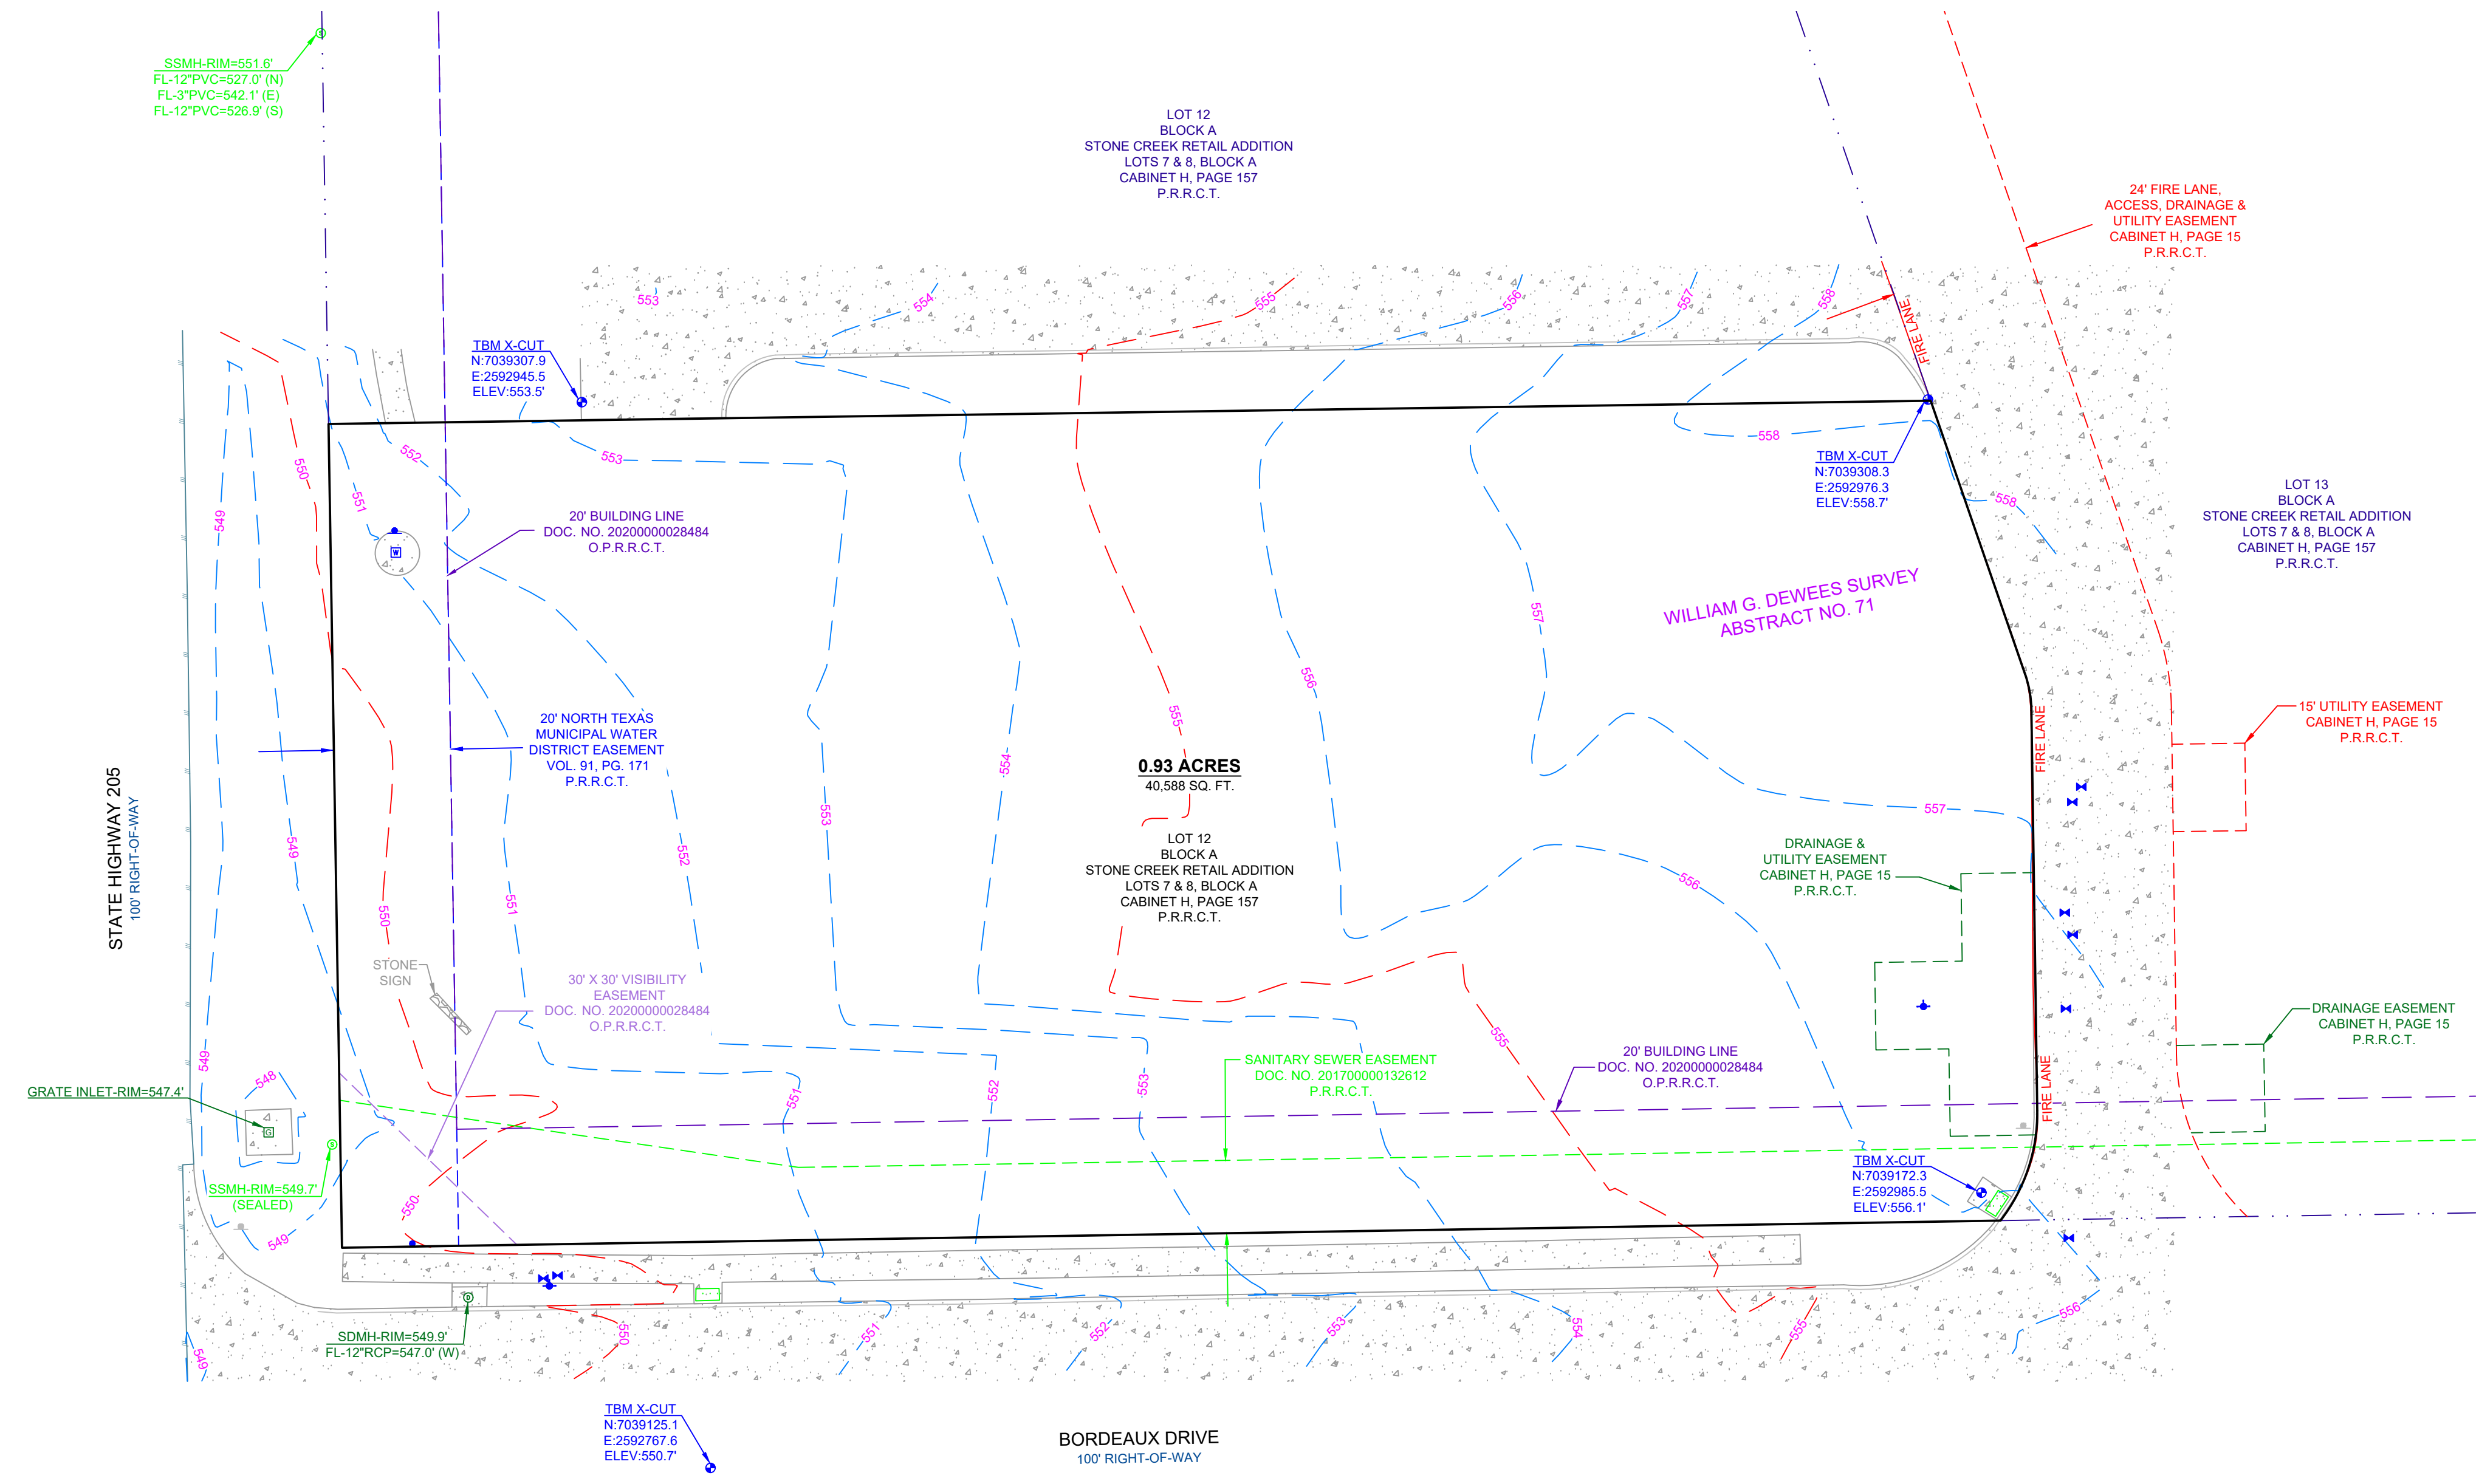 SSMH-RIM=551.6'
FL-12"PVC=527.0' (N)
FL-3"PVC=542.1' (E)
FL-12"PVC=526.9' (S)
LOT 12
BLOCK A
STONE CREEK RETAIL ADDITION
LOTS 7 & 8, BLOCK A
CABINET H, PAGE 157
P.R.R.C.T.
24' FIRE LANE,
ACCESS, DRAINAGE &
UTILITY EASEMENT
CABINET H, PAGE 15
P.R.R.C.T.
553
554
555
556
557
558
FIRE LANE
TBM X-CUT
N:7039307.9
E:2592945.5
ELEV:553.5'
550
552
553
558
551
549
TBM X-CUT
N:7039308.3
E:2592976.3
ELEV:558.7'
558
LOT 13
BLOCK A
STONE CREEK RETAIL ADDITION
LOTS 7 & 8, BLOCK A
CABINET H, PAGE 157
P.R.R.C.T.
20' BUILDING LINE
DOC. NO. 20200000028484
O.P.R.R.C.T.
W
WILLIAM G. DEWEES SURVEY
ABSTRACT NO. 71
557
556
555
554
20' NORTH TEXAS
MUNICIPAL WATER
DISTRICT EASEMENT
VOL. 91, PG. 171
P.R.R.C.T.
15' UTILITY EASEMENT
CABINET H, PAGE 15
P.R.R.C.T.
FIRE LANE
0.93 ACRES
40,588 SQ. FT.
STATE HIGHWAY 205
100' RIGHT-OF-WAY
549
553
552
557
LOT 12
BLOCK A
STONE CREEK RETAIL ADDITION
LOTS 7 & 8, BLOCK A
CABINET H, PAGE 157
P.R.R.C.T.
DRAINAGE &
UTILITY EASEMENT
CABINET H, PAGE 15
P.R.R.C.T.
556
550
551
STONE
SIGN
30' X 30' VISIBILITY
EASEMENT
DOC. NO. 20200000028484
O.P.R.R.C.T.
DRAINAGE EASEMENT
CABINET H, PAGE 15
P.R.R.C.T.
555
549
548
GRATE INLET-RIM=547.4'
G
551
552
553
SANITARY SEWER EASEMENT
DOC. NO. 201700000132612
P.R.R.C.T.
20' BUILDING LINE
DOC. NO. 20200000028484
O.P.R.R.C.T.
FIRE LANE
S
S
SSMH-RIM=549.7'
(SEALED)
550
549
TBM X-CUT
N:7039172.3
E:2592985.5
ELEV:556.1'
D
SDMH-RIM=549.9'
FL-12"RCP=547.0' (W)
549
550
551
552
553
554
555
556
TBM X-CUT
N:7039125.1
E:2592767.6
ELEV:550.7'
BORDEAUX DRIVE
100' RIGHT-OF-WAY